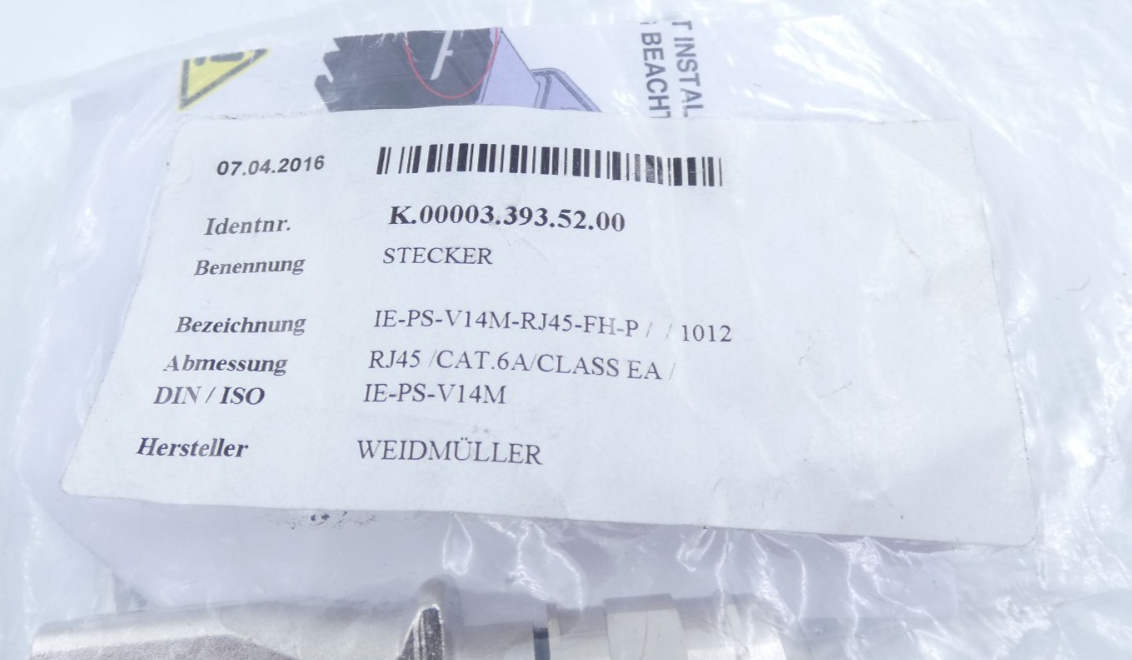 T INSTAL
BEACHT
07.04.2016
Identnr. K.00003.393.52.00
Benennung STECKER
Bezeichnung IE-PS-V14M-RJ45-FH-P / / 1012
Abmessung RJ45 /CAT.6A/CLASS EA /
DIN / ISO IE-PS-V14M
Hersteller WEIDMÜLLER